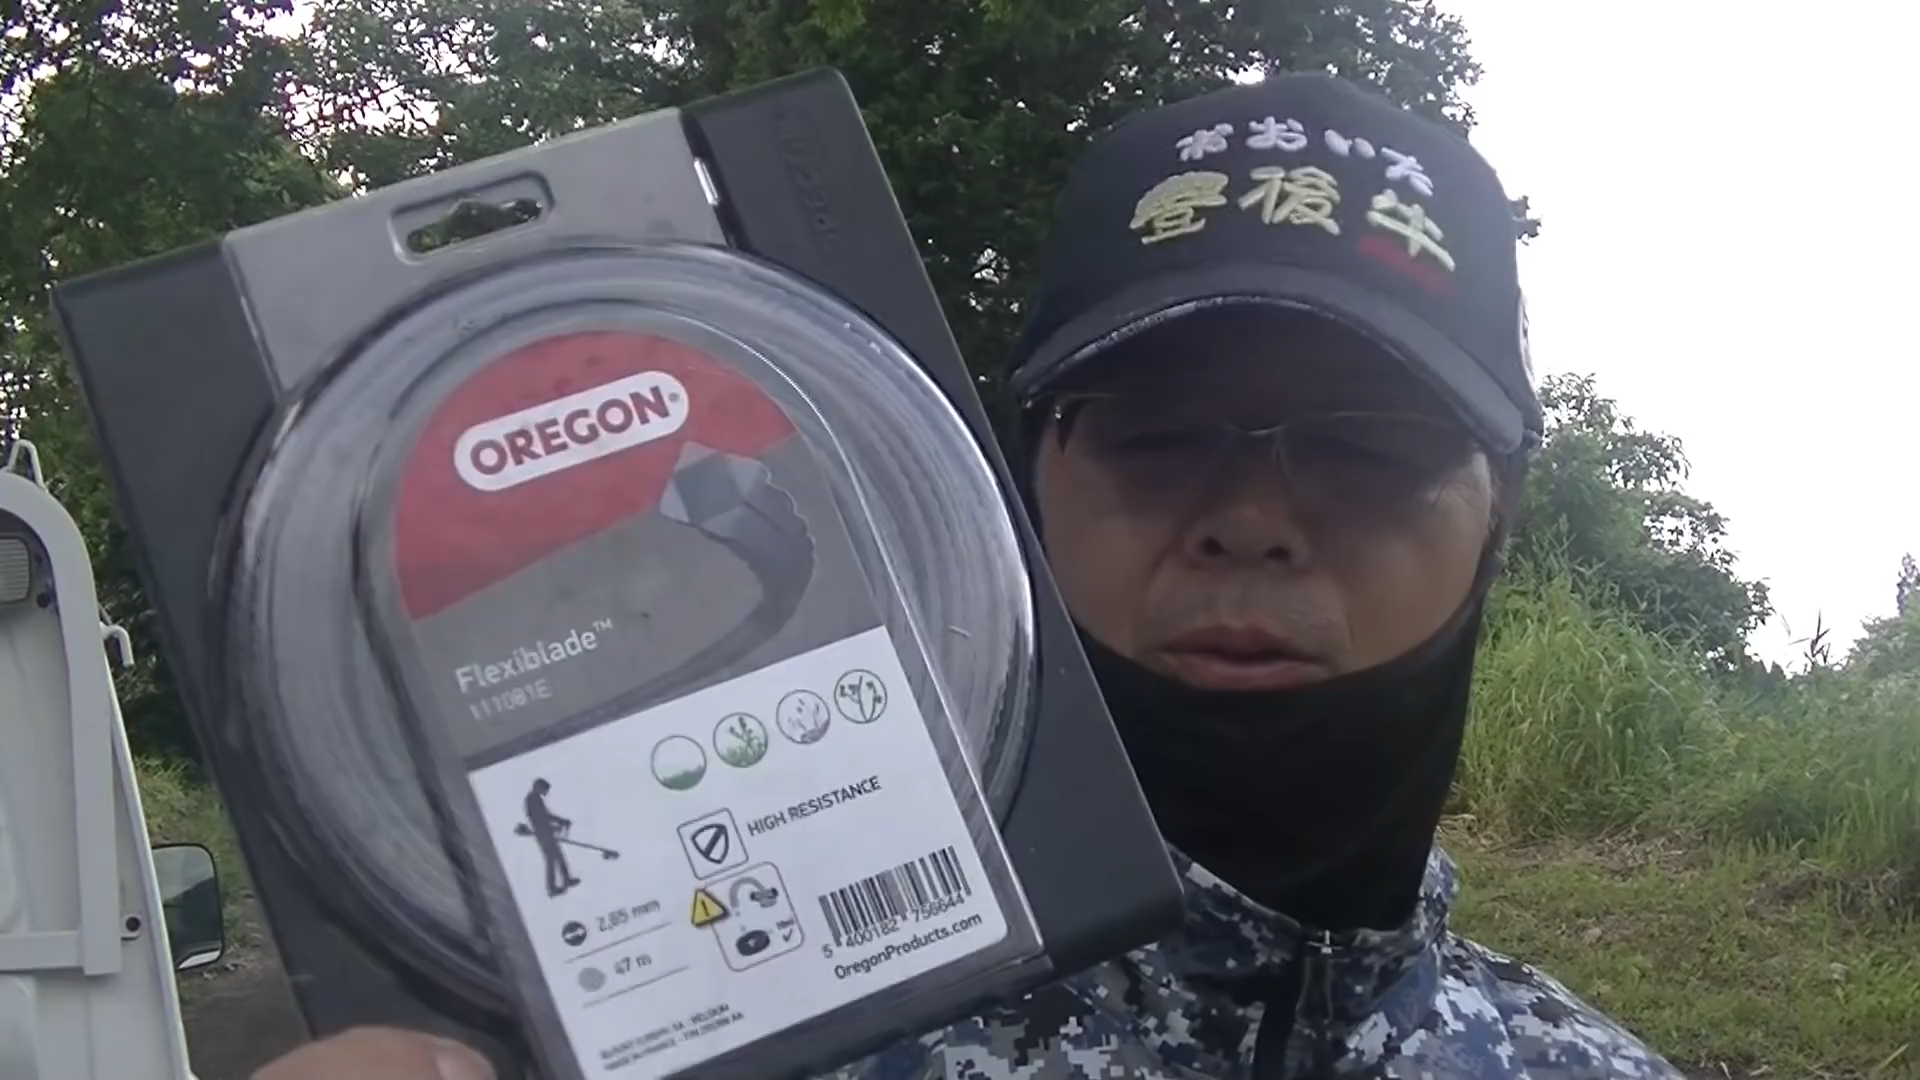 OREGON
Flexiblade™
111081E
HIGH RESISTANCE
2,65 mm
47 m
5 400182 756644
OregonProducts.com
おおいた
豊後牛